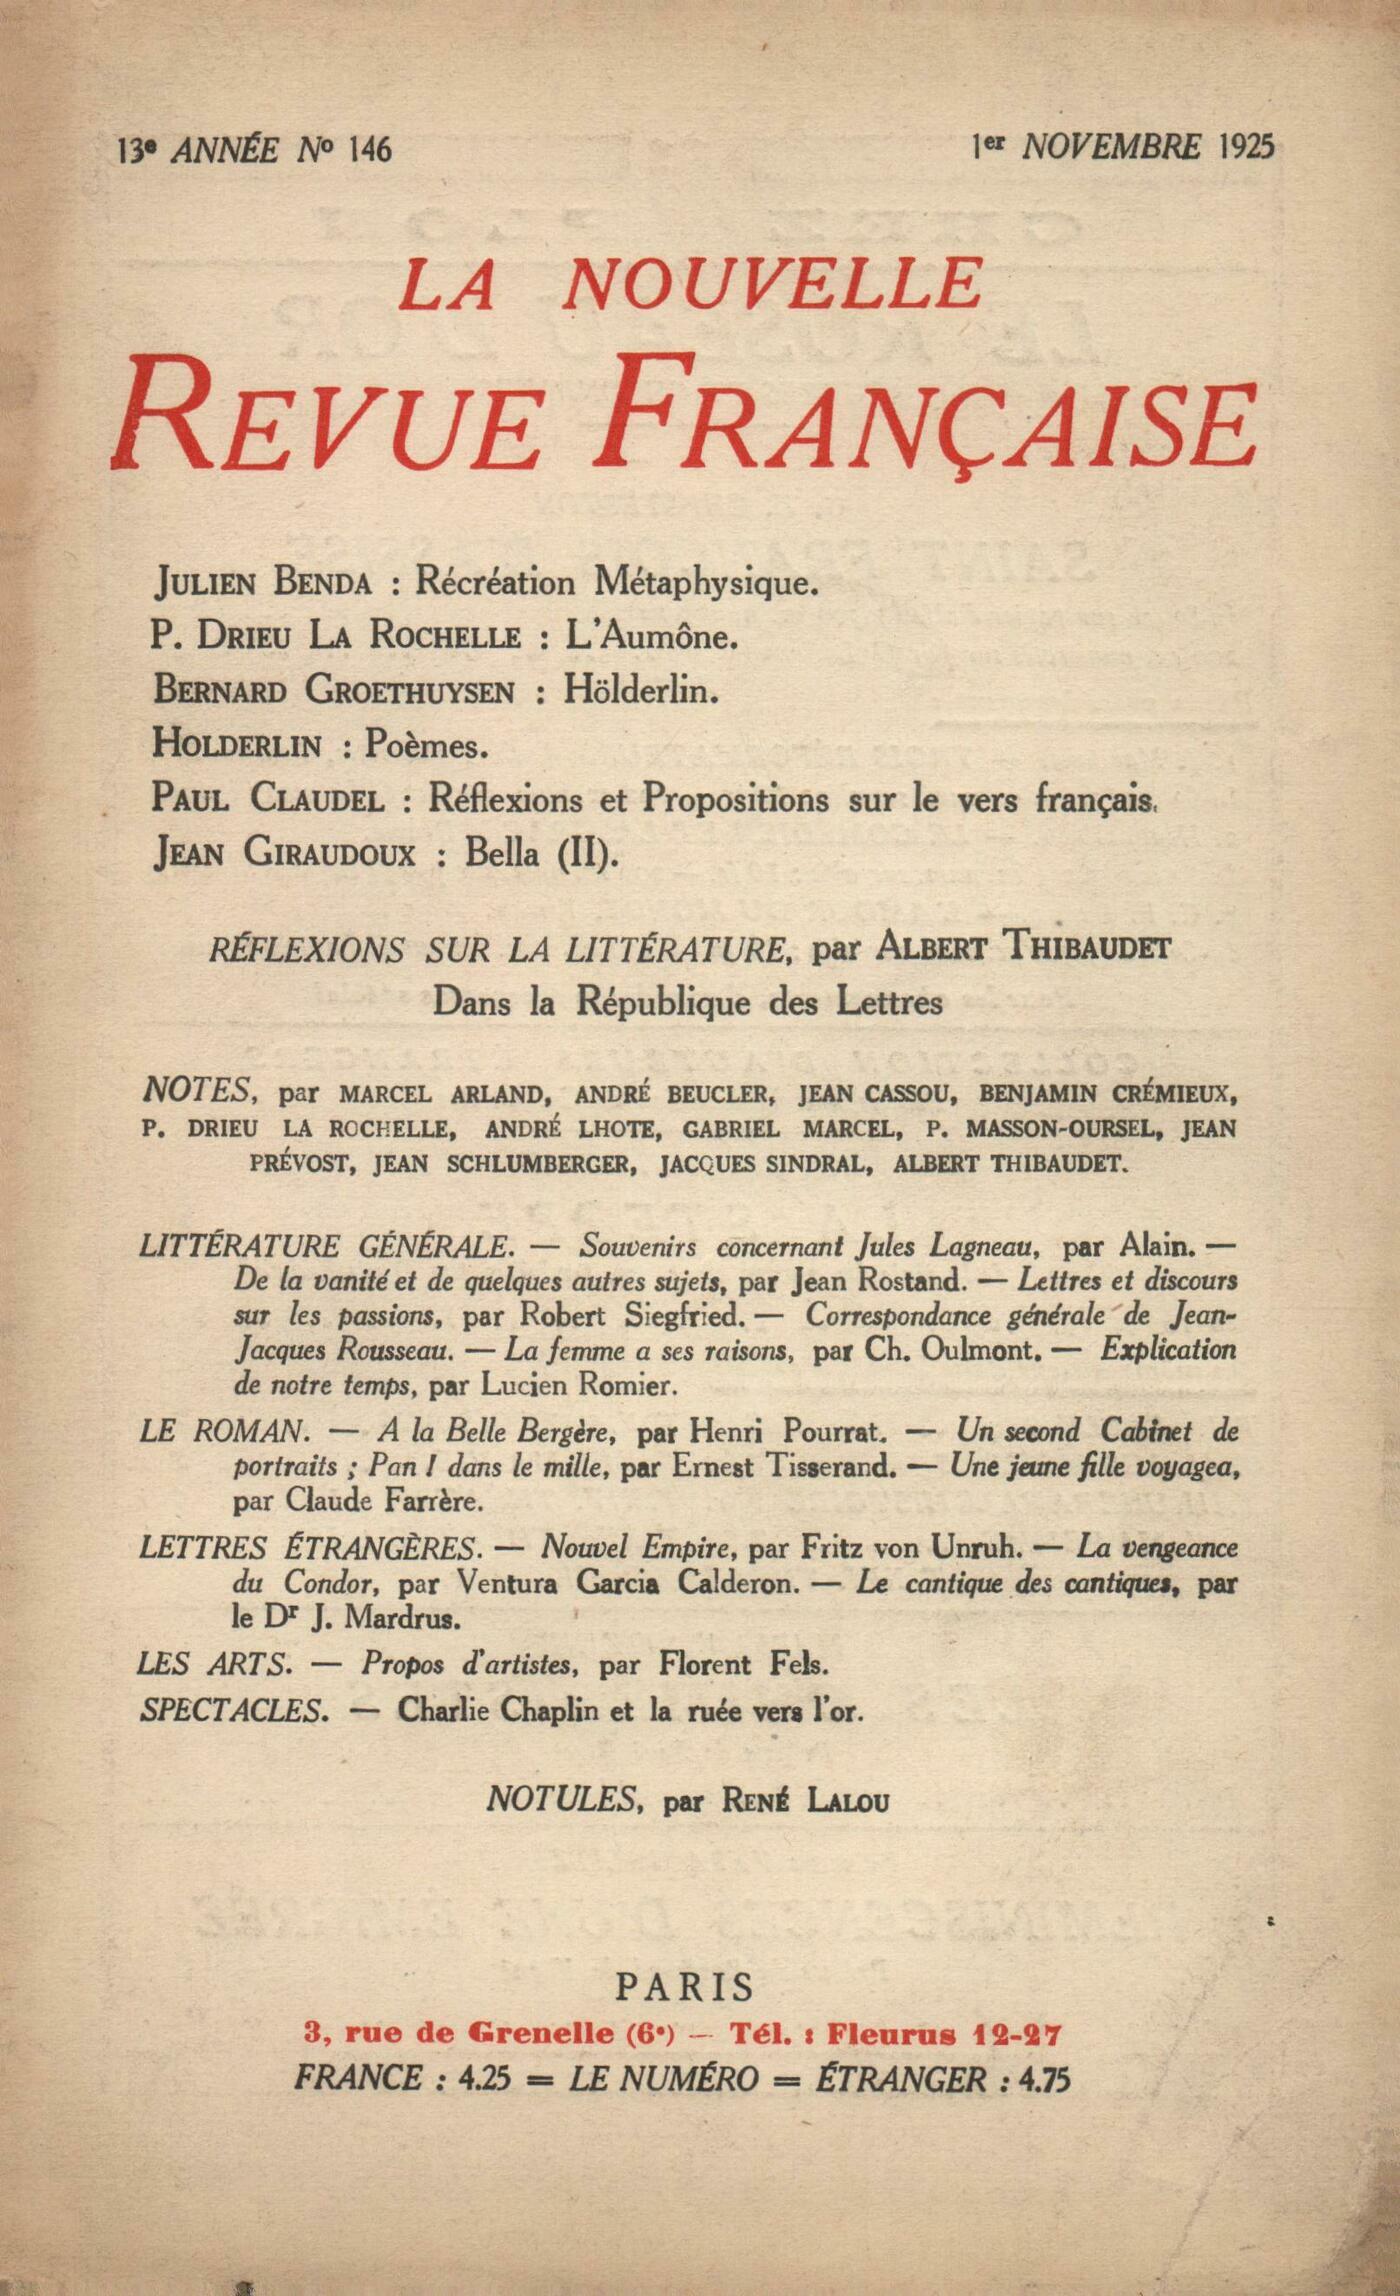 13e ANNÉE No 146
1er NOVEMBRE 1925
LA NOUVELLE
REVUE FRANÇAISE
JULIEN BENDA : Récréation Métaphysique.
P. DRIEU LA ROCHELLE : L'Aumône.
BERNARD GROETHUYSEN : Hölderlin.
HOLDERLIN : Poèmes.
PAUL CLAUDEL : Réflexions et Propositions sur le vers français.
JEAN GIRAUDOUX : Bella (II).
RÉFLEXIONS SUR LA LITTÉRATURE, par ALBERT THIBAUDET
Dans la République des Lettres
NOTES, par MARCEL ARLAND, ANDRÉ BEUCLER, JEAN CASSOU, BENJAMIN CRÉMIEUX,
P. DRIEU LA ROCHELLE, ANDRÉ LHOTE, GABRIEL MARCEL, P. MASSON-OURSEL, JEAN
PRÉVOST, JEAN SCHLUMBERGER, JACQUES SINDRAL, ALBERT THIBAUDET.
LITTÉRATURE GÉNÉRALE. — Souvenirs concernant Jules Lagneau, par Alain. —
De la vanité et de quelques autres sujets, par Jean Rostand. — Lettres et discours
sur les passions, par Robert Siegfried. — Correspondance générale de Jean-
Jacques Rousseau. — La femme a ses raisons, par Ch. Oulmont. — Explication
de notre temps, par Lucien Romier.
LE ROMAN. — A la Belle Bergère, par Henri Pourrat. — Un second Cabinet de
portraits ; Pan ! dans le mille, par Ernest Tisserand. — Une jeune fille voyagea,
par Claude Farrère.
LETTRES ÉTRANGÈRES. — Nouvel Empire, par Fritz von Unruh. — La vengeance
du Condor, par Ventura Garcia Calderon. — Le cantique des cantiques, par
le Dr J. Mardrus.
LES ARTS. — Propos d'artistes, par Florent Fels.
SPECTACLES. — Charlie Chaplin et la ruée vers l'or.
NOTULES, par RENÉ LALOU
PARIS
3, rue de Grenelle (6e) — Tél. : Fleurus 12-27
FRANCE : 4.25 = LE NUMÉRO = ÉTRANGER : 4.75